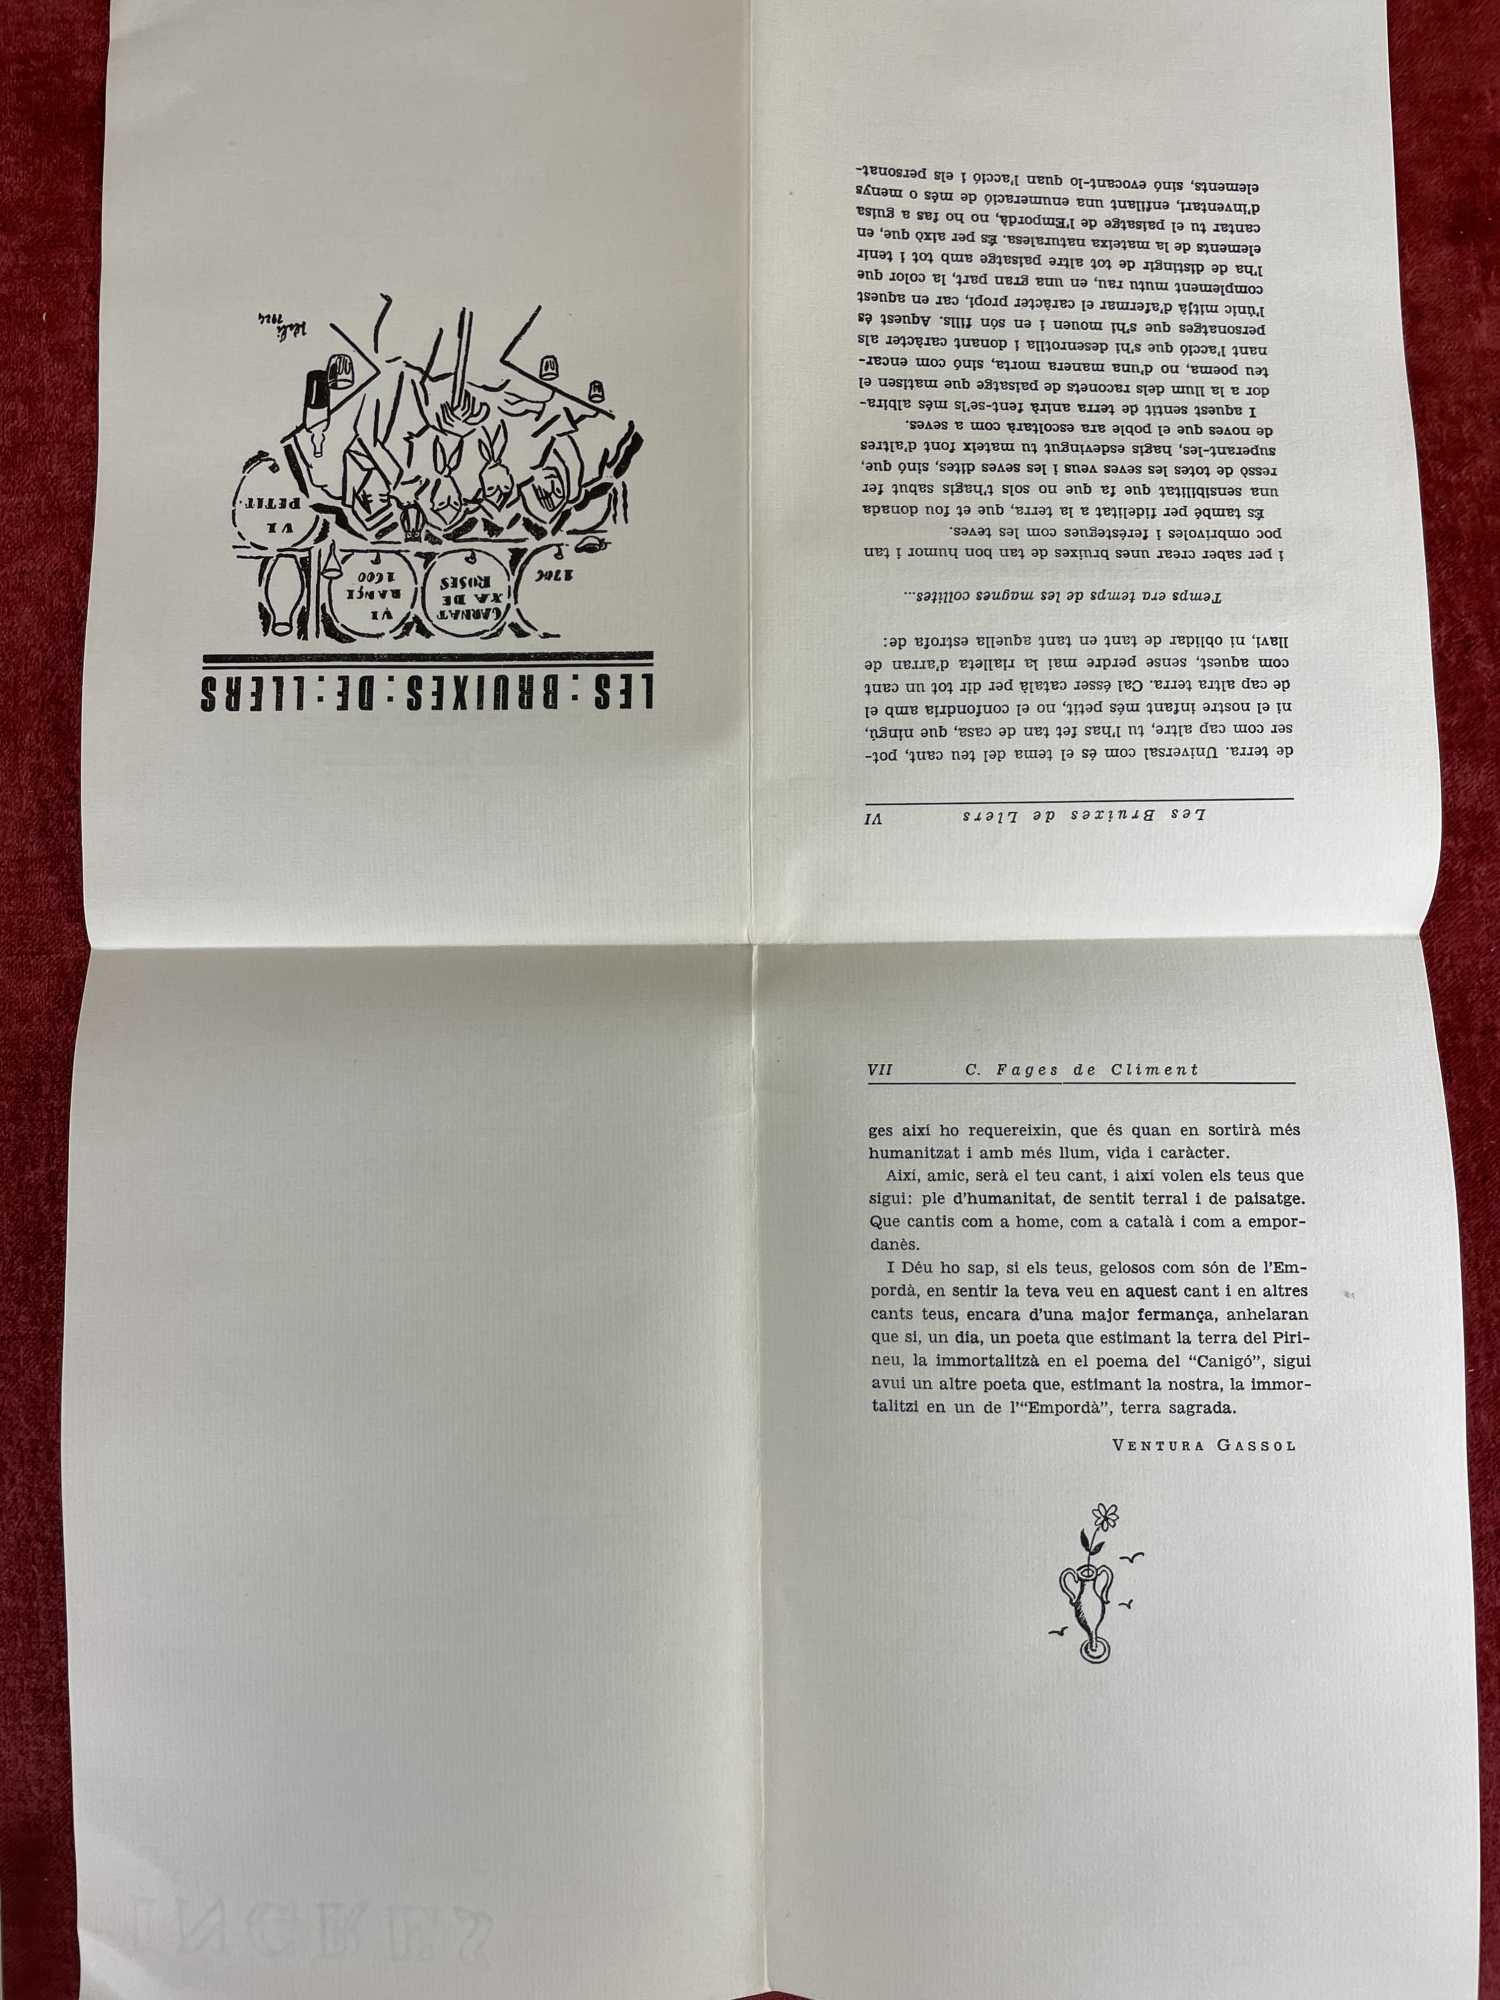 LES:BRUIXES:DE:LLERS
1706
GARNAT
XA DE
ROSES
VI
RANCI
1600
VI
PETIT.
Dali
1924
Les Bruixes de Llers VI
de terra. Universal com és el tema del teu cant, pot-
ser com cap altre, tu l'has fet tan de casa, que ningú,
ni el nostre infant més petit, no el confondria amb el
de cap altra terra. Cal ésser català per dir tot un cant
com aquest, sense perdre mai la rialleta d'arran de
llavi, ni oblidar de tant en tant aquella estrofa de:
Temps era temps de les magnes collites...
i per saber crear unes bruixes de tan bon humor i tan
poc ombrívoles i feréstegues com les teves.
És també per fidelitat a la terra, que et fou donada
una sensibilitat que fa que no sols t'hagis sabut fer
ressò de totes les seves veus i les seves dites, sinó que,
superant-les, hagis esdevingut tu mateix font d'altres
de noves que el poble ara escoltarà com a seves.
I aquest sentit de terra anirà fent-se'ls més albira-
dor a la llum dels raconets de paisatge que matisen el
teu poema, no d'una manera morta, sinó com encar-
nant l'acció que s'hi desentrotlla i donant caràcter als
personatges que s'hi mouen i en són fills. Aquest és
l'únic mitjà d'afermar el caràcter propi, car en aquest
complement mutu rau, en una gran part, la color que
l'ha de distingir de tot altre paisatge amb tot i tenir
elements de la mateixa naturalesa. És per això que, en
cantar tu el paisatge de l'Empordà, no ho fas a guisa
d'inventari, enfilant una enumeració de més o menys
elements, sinó evocant-lo quan l'acció i els personat-
VII C. Fages de Climent
ges així ho requereixin, que és quan en sortirà més
humanitzat i amb més llum, vida i caràcter.
Així, amic, serà el teu cant, i així volen els teus que
sigui: ple d'humanitat, de sentit terral i de paisatge.
Que cantis com a home, com a català i com a empor-
danès.
I Déu ho sap, si els teus, gelosos com són de l'Em-
pordà, en sentir la teva veu en aquest cant i en altres
cants teus, encara d'una major fermança, anhelaran
que si, un dia, un poeta que estimant la terra del Piri-
neu, la immortalitzà en el poema del “Canigó”, sigui
avui un altre poeta que, estimant la nostra, la immor-
talitzi en un de l'“Empordà”, terra sagrada.
VENTURA GASSOL
INGRES